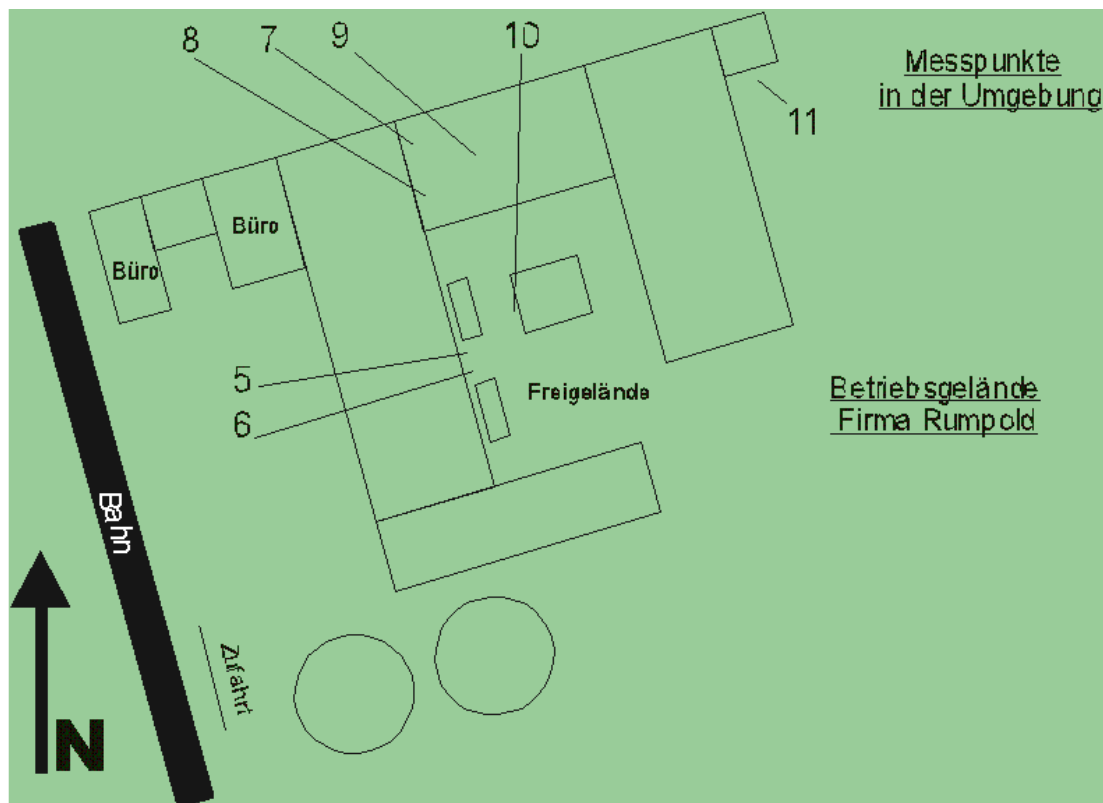 8
7
9
10
Messpunkte
in der Umgebung
11
Büro
Büro
5
6
Freigelände
Betriebsgelände
Firma Rumpold
Bahn
Zufahrt
N